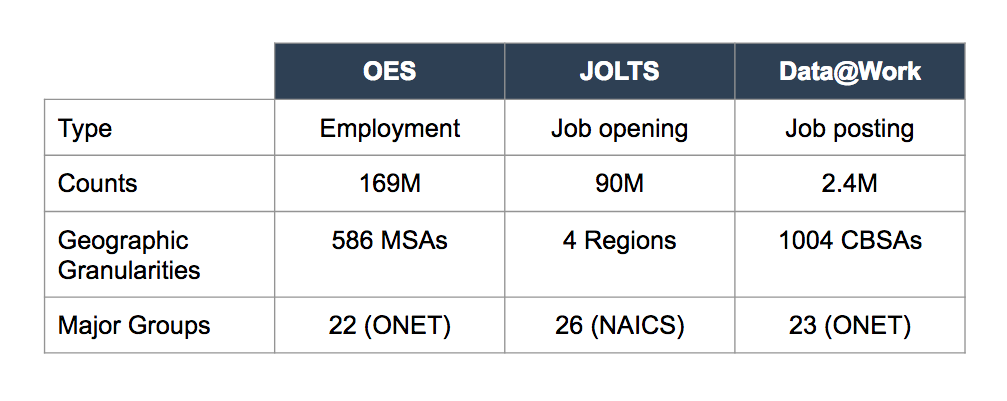 OES JOLTS Data@Work
Type Employment Job opening Job posting
Counts 169M 90M 2.4M
Geographic Granularities 586 MSAs 4 Regions 1004 CBSAs
Major Groups 22 (ONET) 26 (NAICS) 23 (ONET)